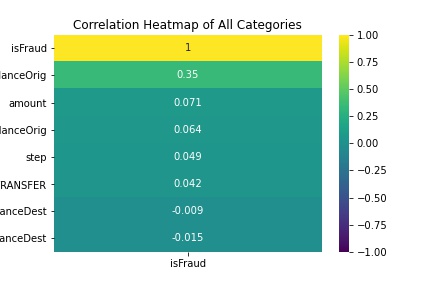 Correlation Heatmap of All Categories
isFraud 1
lanceOrig 0.35
amount 0.071
lanceOrig 0.064
step 0.049
RANSFER 0.042
anceDest -0.009
anceDest -0.015
isFraud
1.00
0.75
0.50
0.25
0.00
−0.25
−0.50
−0.75
−1.00